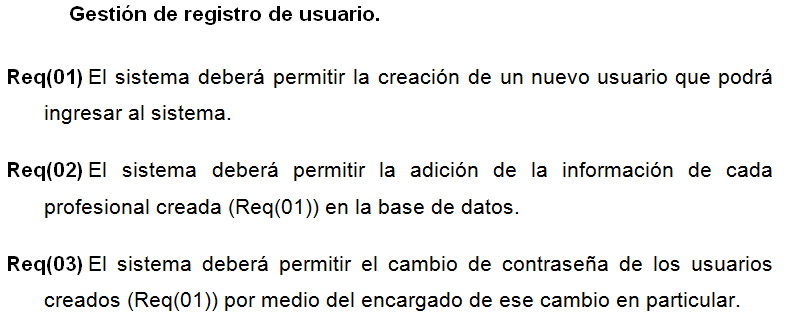 Gestión de registro de usuario.
Req(01) El sistema deberá permitir la creación de un nuevo usuario que podrá
ingresar al sistema.
Req(02) El sistema deberá permitir la adición de la información de cada
profesional creada (Req(01)) en la base de datos.
Req(03) El sistema deberá permitir el cambio de contraseña de los usuarios
creados (Req(01)) por medio del encargado de ese cambio en particular.